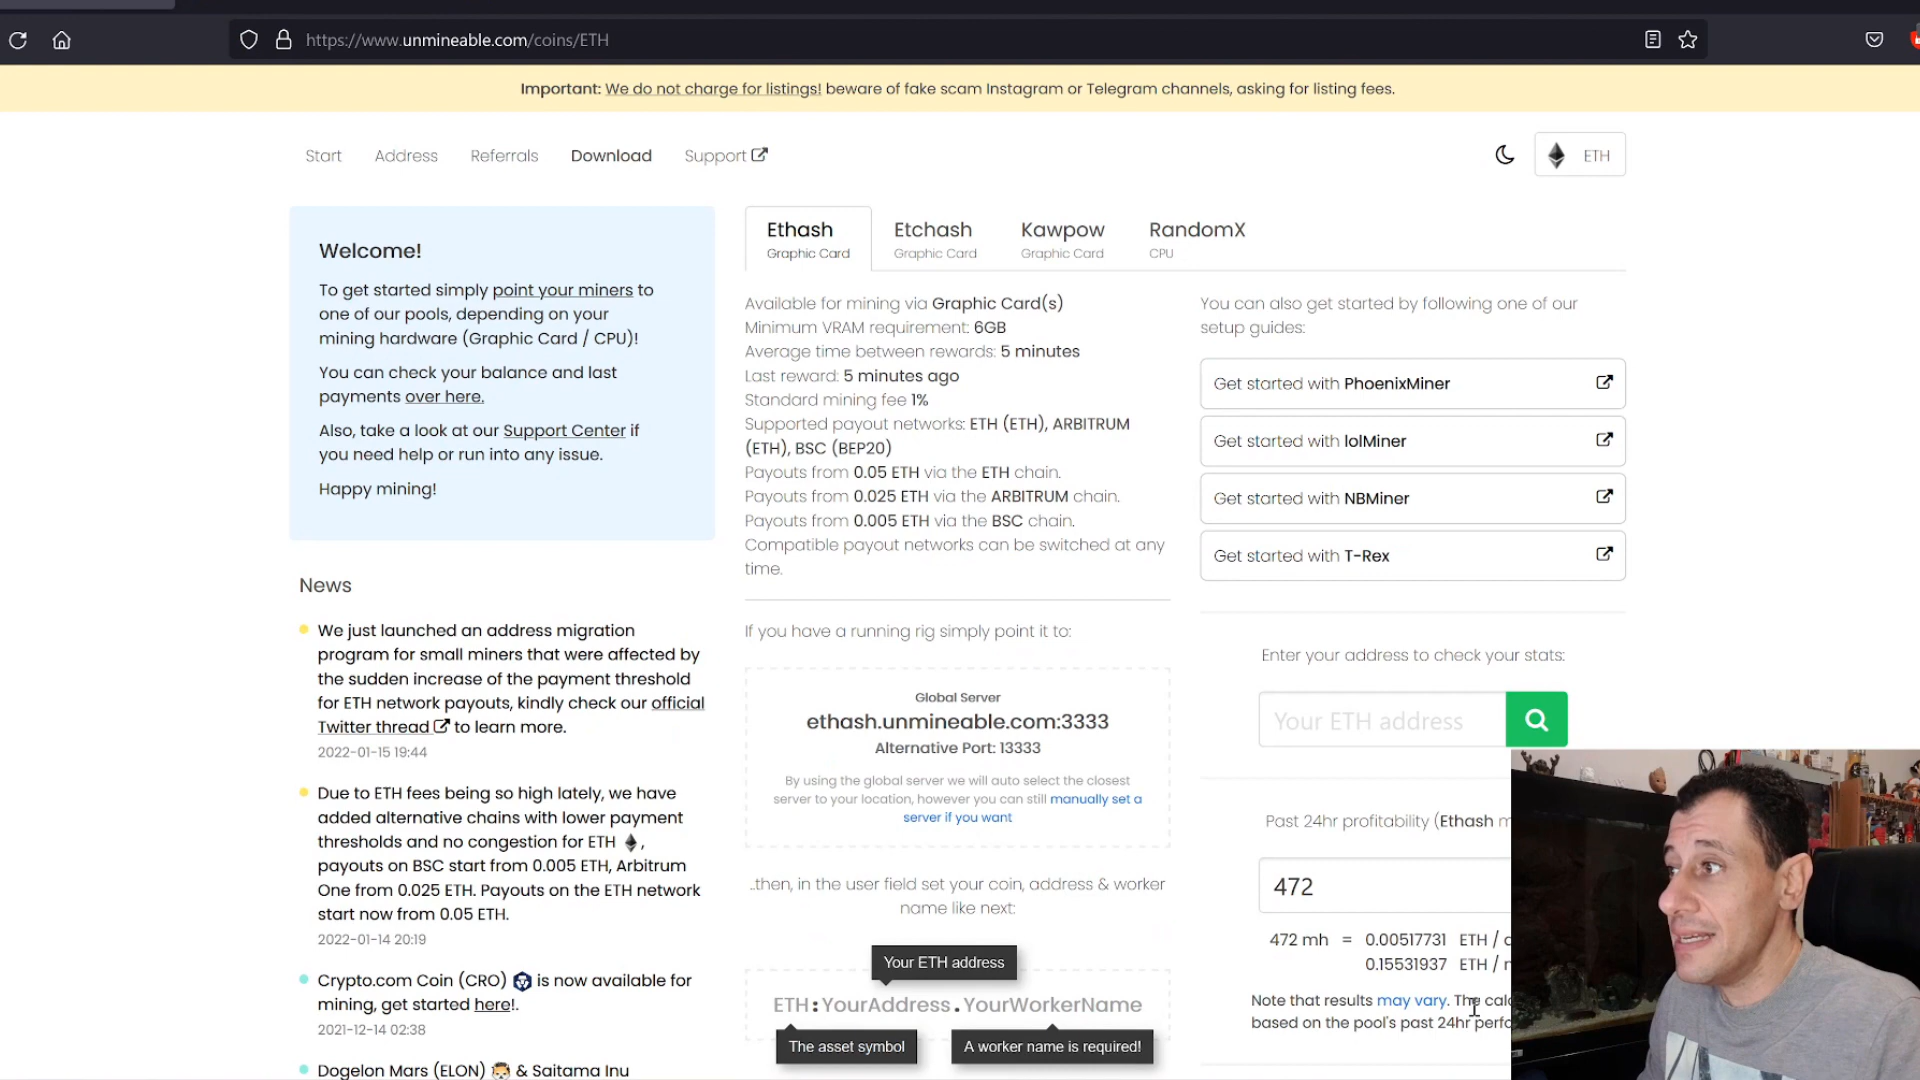 https://www.unmineable.com/coins/ETH
Important: We do not charge for listings! beware of fake scam Instagram or Telegram channels, asking for listing fees.
Start
Address
Referrals
Download
Support
ETH
Welcome!
To get started simply point your miners to
one of our pools, depending on your
mining hardware (Graphic Card / CPU)!
You can check your balance and last
payments over here.
Also, take a look at our Support Center if
you need help or run into any issue.
Happy mining!
News
We just launched an address migration
program for small miners that were affected by
the sudden increase of the payment threshold
for ETH network payouts, kindly check our official
Twitter thread to learn more.
2022-01-15 19:44
Due to ETH fees being so high lately, we have
added alternative chains with lower payment
thresholds and no congestion for ETH ,
payouts on BSC start from 0.005 ETH, Arbitrum
One from 0.025 ETH. Payouts on the ETH network
start now from 0.05 ETH.
2022-01-14 20:19
Crypto.com Coin (CRO) is now available for
mining, get started here!.
2021-12-14 02:38
Dogelon Mars (ELON) & Saitama Inu
Ethash
Graphic Card
Etchash
Graphic Card
Kawpow
Graphic Card
RandomX
CPU
Available for mining via Graphic Card(s)
Minimum VRAM requirement: 6GB
Average time between rewards: 5 minutes
Last reward: 5 minutes ago
Standard mining fee 1%
Supported payout networks: ETH (ETH), ARBITRUM
(ETH), BSC (BEP20)
Payouts from 0.05 ETH via the ETH chain.
Payouts from 0.025 ETH via the ARBITRUM chain.
Payouts from 0.005 ETH via the BSC chain.
Compatible payout networks can be switched at any
time.
If you have a running rig simply point it to:
Global Server
ethash.unmineable.com:3333
Alternative Port: 13333
By using the global server we will auto select the closest
server to your location, however you can still manually set a
server if you want
..then, in the user field set your coin, address & worker
name like next:
Your ETH address
ETH:YourAddress.YourWorkerName
The asset symbol
A worker name is required!
You can also get started by following one of our
setup guides:
Get started with PhoenixMiner
Get started with lolMiner
Get started with NBMiner
Get started with T-Rex
Enter your address to check your stats:
Your ETH address
Past 24hr profitability (Ethash
472
472 mh = 0.00517731 ETH /
0.15531937 ETH /
Note that results may vary. The
based on the pool's past 24hr